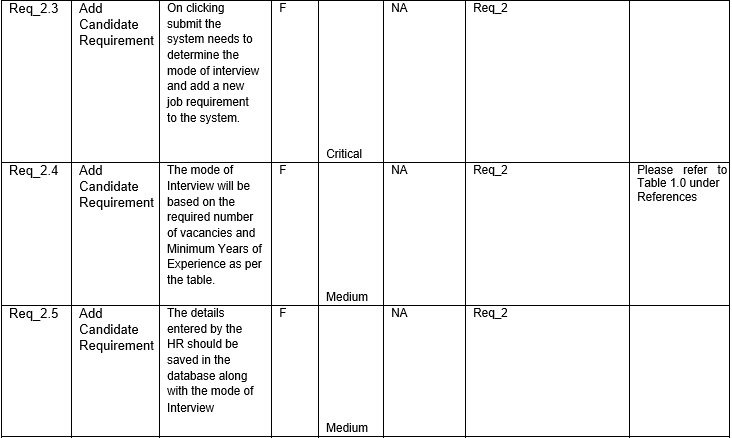 Req_2.3 Add Candidate Requirement On clicking submit the system needs to determine the mode of interview and add a new job requirement to the system. F Critical NA Req_2
Req_2.4 Add Candidate Requirement The mode of Interview will be based on the required number of vacancies and Minimum Years of Experience as per the table. F Medium NA Req_2 Please refer to Table 1.0 under References
Req_2.5 Add Candidate Requirement The details entered by the HR should be saved in the database along with the mode of Interview F Medium NA Req_2